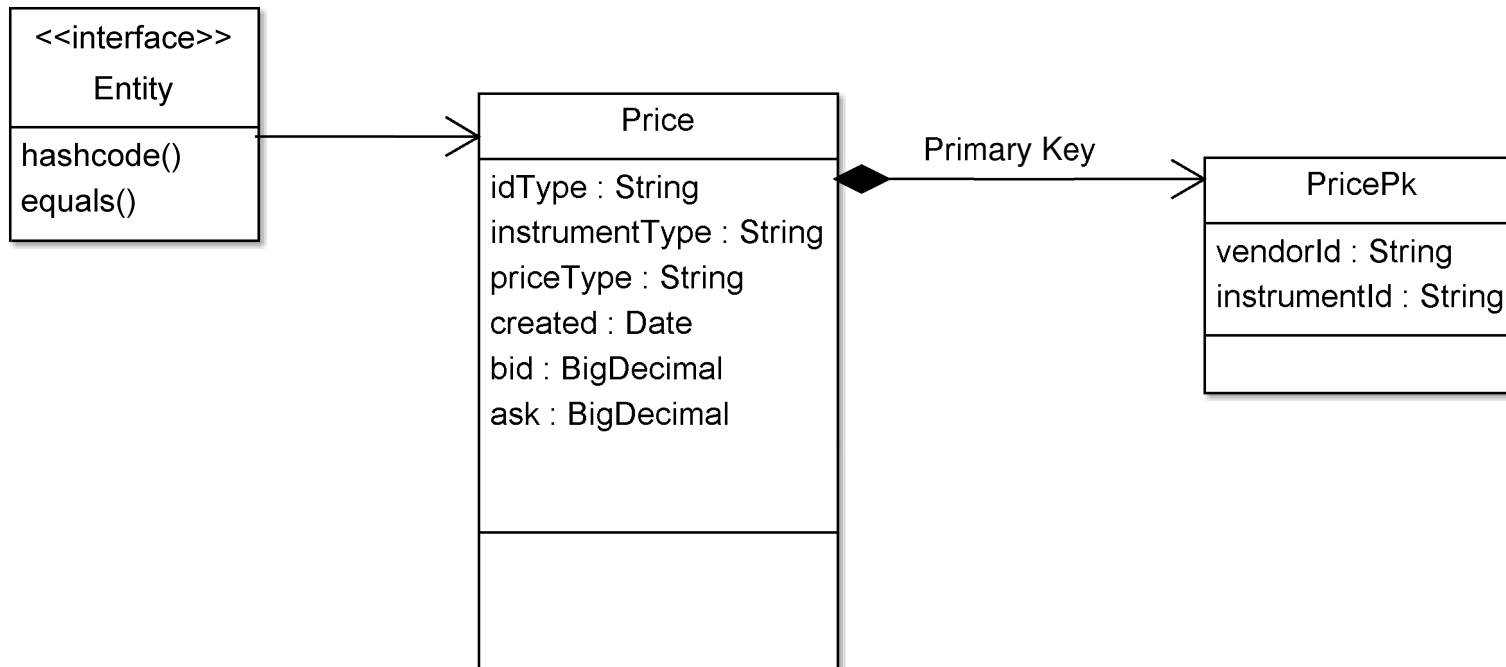 <<interface>>
Entity
hashcode()
equals()
Price
idType : String
instrumentType : String
priceType : String
created : Date
bid : BigDecimal
ask : BigDecimal
Primary Key
PricePk
vendorId : String
instrumentId : String